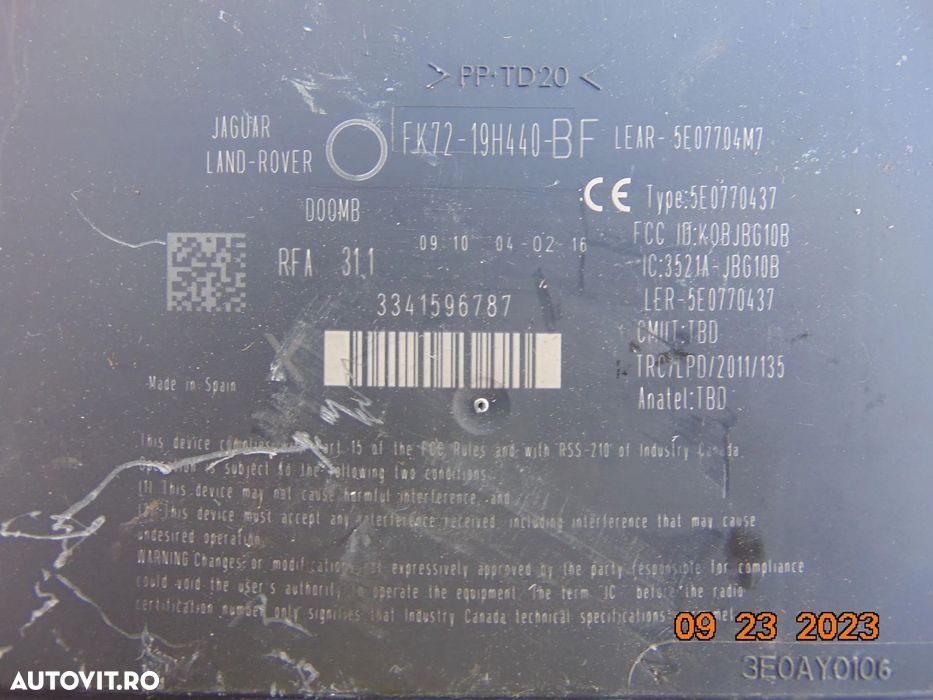 > PP-TD20 <
JAGUAR
LAND-ROVER
FK72-19H440-BF
LEAR- 5E07704M7
D00MB
CE
Type:5E0770437
FCC ID:KOBJBG10B
IC:3521A-JBG10B
LER-5E0770437
CMIIT:TBD
TRC/LPD/2011/135
Anatel:TBD
09:10 04-02-16
RFA 31.1
3341596787
Made in Spain
This device complies with Part 15 of the FCC Rules and with RSS-210 of Industry Canada.
Operation is subject to the following two conditions:
(1) This device may not cause harmful interference, and
(2) This device must accept any interference received, including interference that may cause
undesired operation.
WARNING Changes or modifications not expressively approved by the party responsible for compliance
could void the user's authority to operate the equipment. The term "IC:" before the radio
certification number only signifies that Industry Canada technical specifications were met.
09 23 2023
AUTOVIT.RO
3E0AY0106